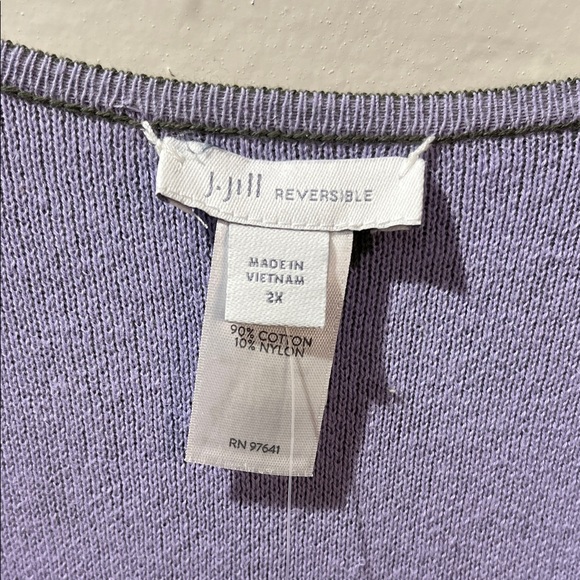 J.Jill REVERSIBLE
MADE IN
VIETNAM
2X
90% COTTON
10% NYLON
RN 97641